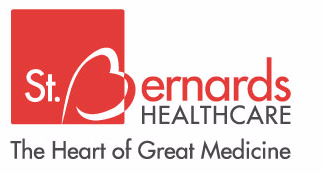 St. Bernards
HEALTHCARE
The Heart of Great Medicine